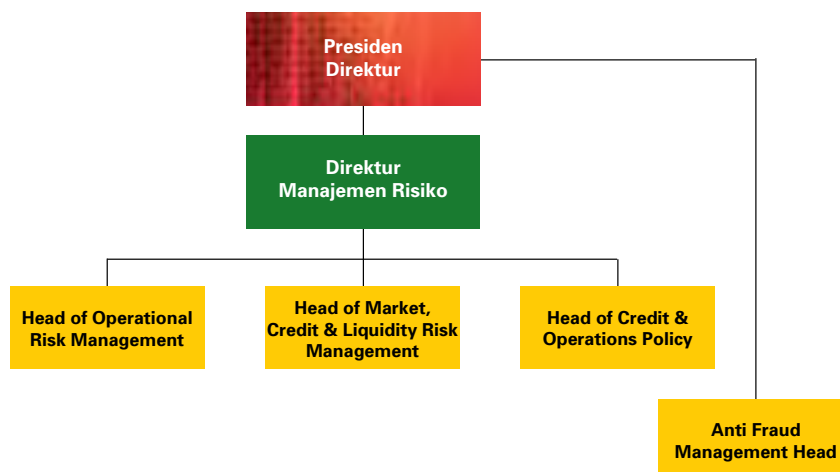 Presiden
Direktur
Direktur
Manajemen Risiko
Head of Operational
Risk Management
Head of Market,
Credit & Liquidity Risk
Management
Head of Credit &
Operations Policy
Anti Fraud
Management Head